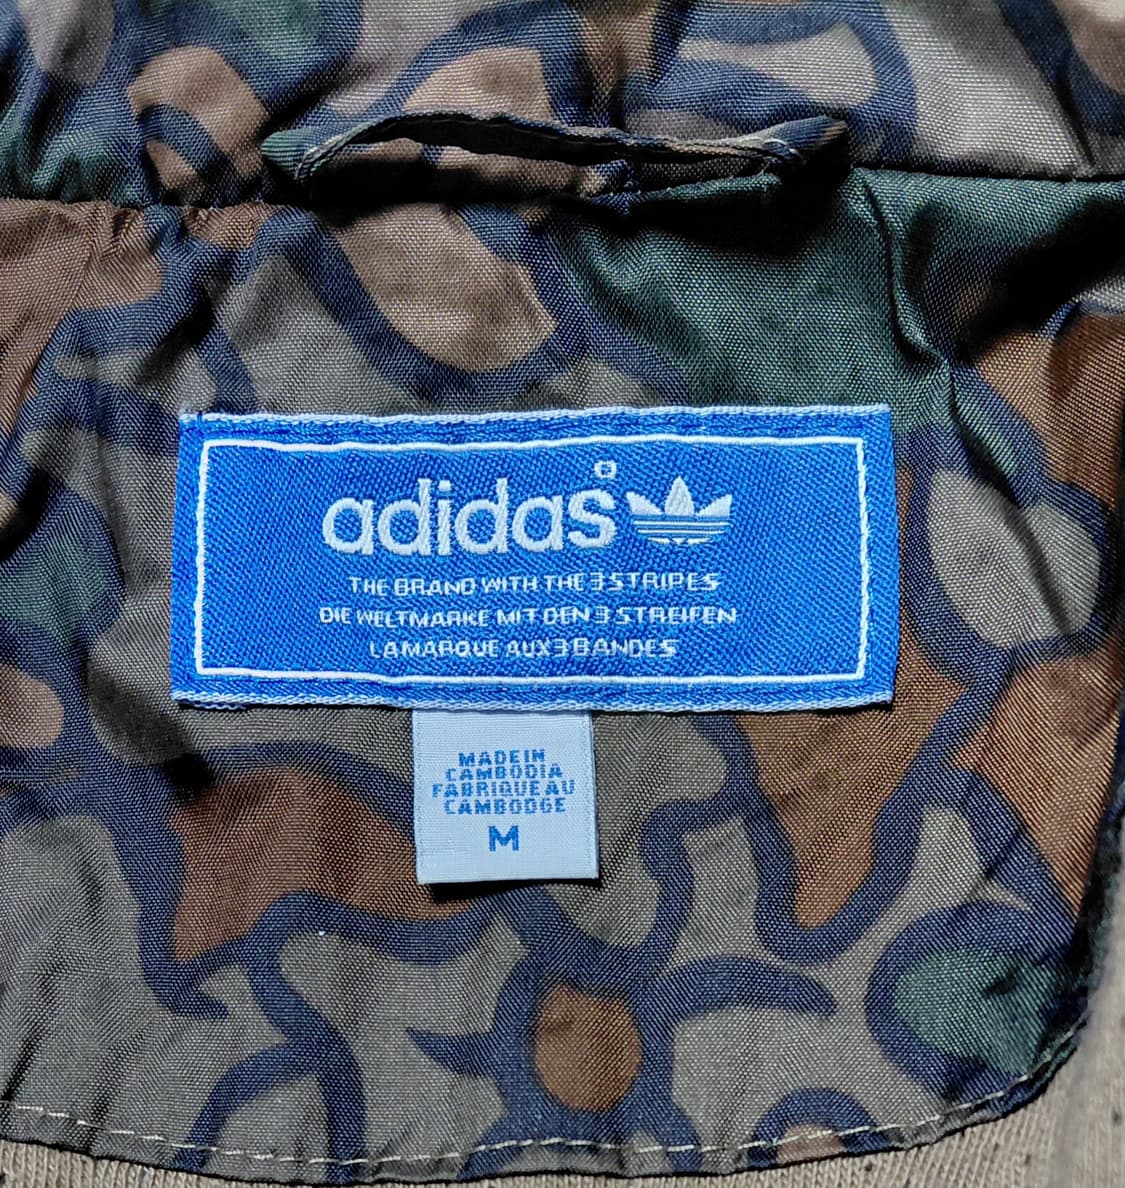 adidas
THE BRAND WITH THE 3 STRIPES
DIE WELTMARKE MIT DEN 3 STREIFEN
LA MARQUE AUX 3 BANDES
MADE IN
CAMBODIA
FABRIQUE AU
CAMBODGE
M